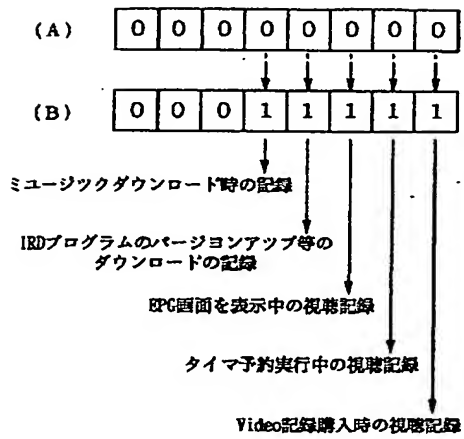 (A) 0 0 0 0 0 0 0 0
(B) 0 0 0 1 1 1 1 1
ミュージックダウンロード時の記録
IRDプログラムのバージョンアップ等の
ダウンロードの記録
EPG画面を表示中の視聴記録
タイマ予約実行中の視聴記録
Video記録購入時の視聴記録